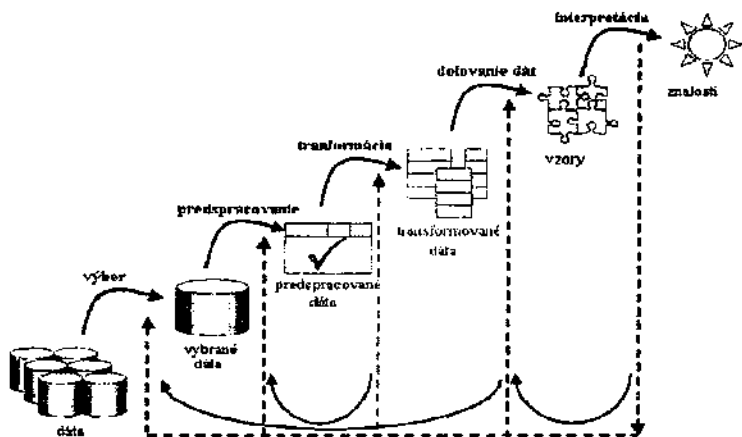 interpretácia
znalosti
dolovanie dát
vzory
tranformácia
transformované
dáta
predspracovanie
predspracované
dáta
výber
vybrané
dáta
dáta